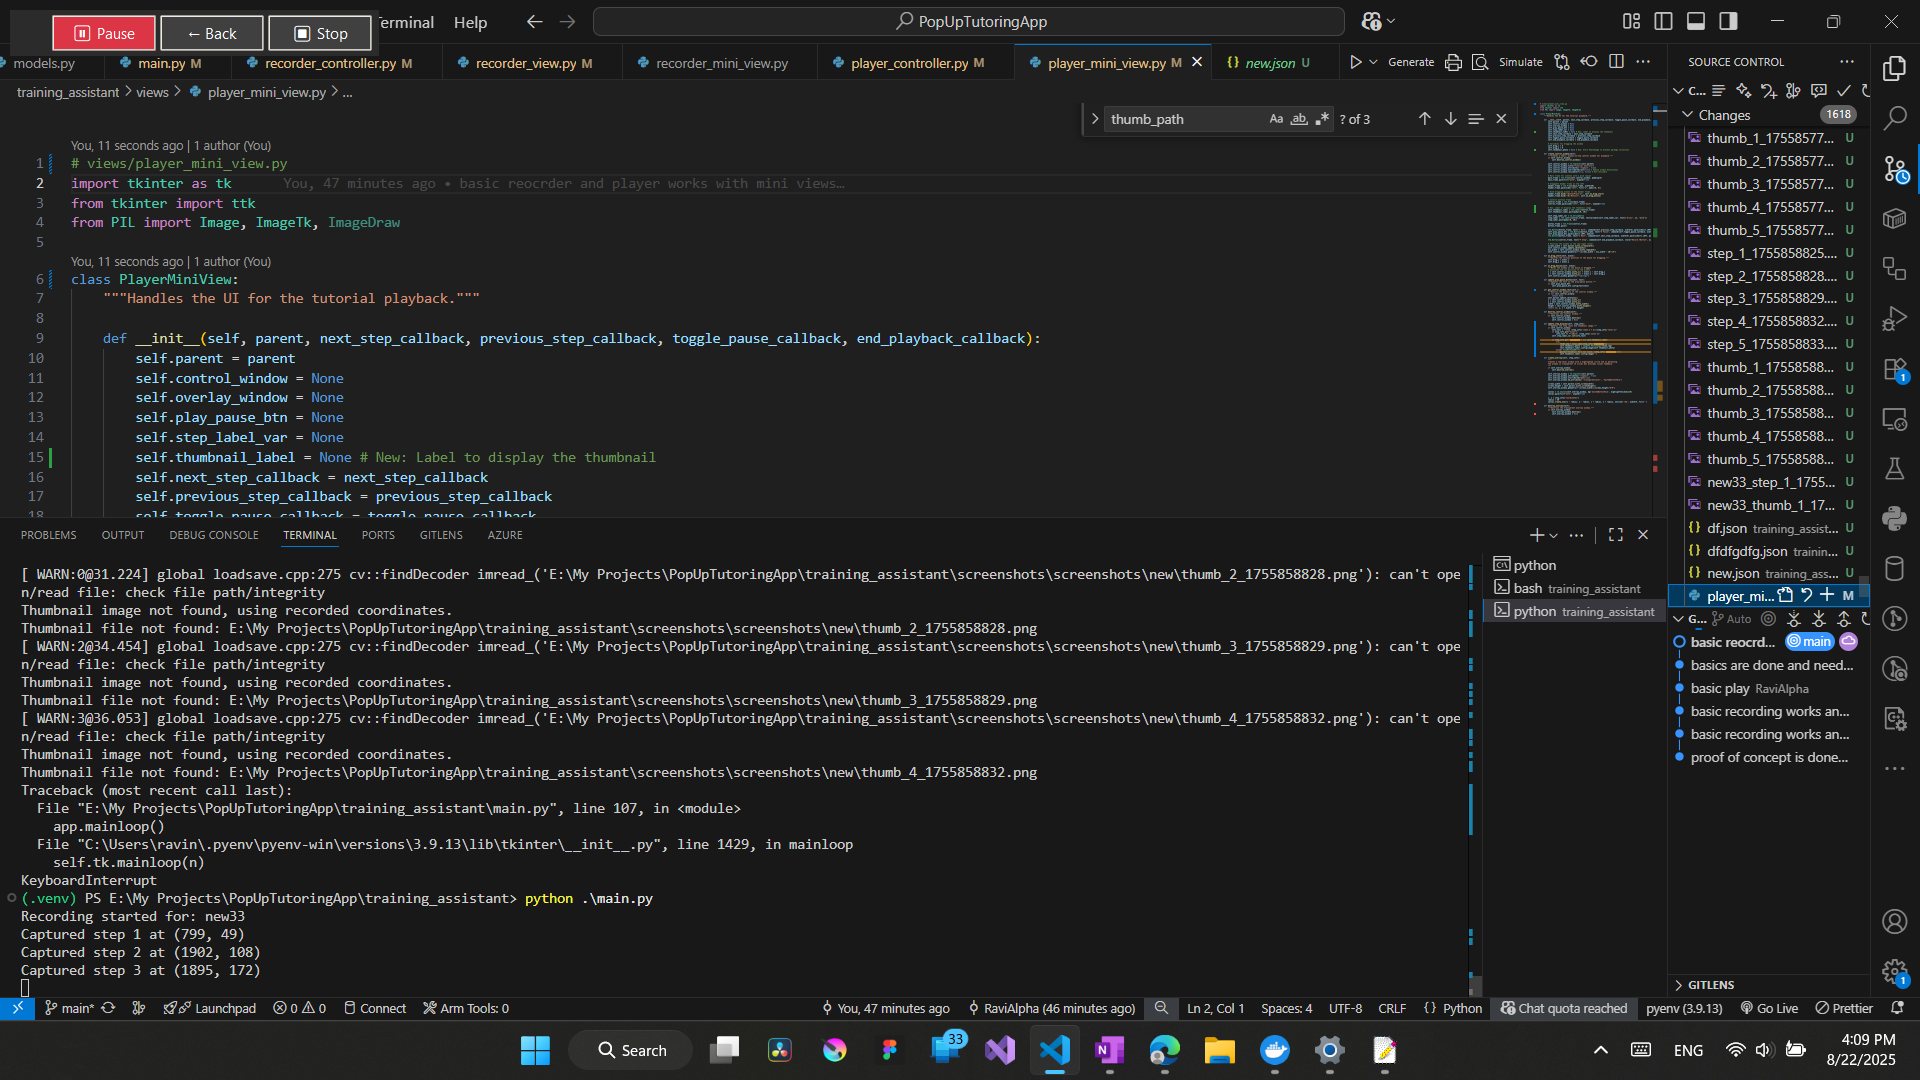 Pause
← Back
Stop
Terminal
Help
PopUpTutoringApp
models.py
main.py M
recorder_controller.py M
recorder_view.py M
recorder_mini_view.py
player_controller.py M
player_mini_view.py M
{} new.json U
Generate
Simulate
SOURCE CONTROL
training_assistant > views > player_mini_view.py > ...
thumb_path
Aa
ab
? of 3
C...
Changes
1618
You, 11 seconds ago | 1 author (You)
1 # views/player_mini_view.py
2 import tkinter as tk You, 47 minutes ago • basic reocrder and player works with mini views…
3 from tkinter import ttk
4 from PIL import Image, ImageTk, ImageDraw
5
You, 11 seconds ago | 1 author (You)
6 class PlayerMiniView:
7 """Handles the UI for the tutorial playback."""
8
9 def __init__(self, parent, next_step_callback, previous_step_callback, toggle_pause_callback, end_playback_callback):
10 self.parent = parent
11 self.control_window = None
12 self.overlay_window = None
13 self.play_pause_btn = None
14 self.step_label_var = None
15 self.thumbnail_label = None # New: Label to display the thumbnail
16 self.next_step_callback = next_step_callback
17 self.previous_step_callback = previous_step_callback
18 self.toggle_pause_callback = toggle_pause_callback
thumb_1_17558577... U
thumb_2_17558577... U
thumb_3_17558577... U
thumb_4_17558577... U
thumb_5_17558577... U
step_1_1755858825.... U
step_2_1755858828.... U
step_3_1755858829.... U
step_4_1755858832.... U
step_5_1755858833.... U
thumb_1_17558588... U
thumb_2_17558588... U
thumb_3_17558588... U
thumb_4_17558588... U
thumb_5_17558588... U
new33_step_1_1755... U
new33_thumb_1_17... U
{} df.json training_assist... U
{} dfdfgdfg.json trainin... U
{} new.json training_ass... U
player_mi... M
G... Auto
basic reocrd... main
basics are done and need...
basic play RaviAlpha
basic recording works an...
basic recording works an...
proof of concept is done...
GITLENS
PROBLEMS
OUTPUT
DEBUG CONSOLE
TERMINAL
PORTS
GITLENS
AZURE
python
bash training_assistant
python training_assistant
[ WARN:0@31.224] global loadsave.cpp:275 cv::findDecoder imread_('E:\My Projects\PopUpTutoringApp\training_assistant\screenshots\screenshots\new\thumb_2_1755858828.png'): can't ope
n/read file: check file path/integrity
Thumbnail image not found, using recorded coordinates.
Thumbnail file not found: E:\My Projects\PopUpTutoringApp\training_assistant\screenshots\screenshots\new\thumb_2_1755858828.png
[ WARN:2@34.454] global loadsave.cpp:275 cv::findDecoder imread_('E:\My Projects\PopUpTutoringApp\training_assistant\screenshots\screenshots\new\thumb_3_1755858829.png'): can't ope
n/read file: check file path/integrity
Thumbnail image not found, using recorded coordinates.
Thumbnail file not found: E:\My Projects\PopUpTutoringApp\training_assistant\screenshots\screenshots\new\thumb_3_1755858829.png
[ WARN:3@36.053] global loadsave.cpp:275 cv::findDecoder imread_('E:\My Projects\PopUpTutoringApp\training_assistant\screenshots\screenshots\new\thumb_4_1755858832.png'): can't ope
n/read file: check file path/integrity
Thumbnail image not found, using recorded coordinates.
Thumbnail file not found: E:\My Projects\PopUpTutoringApp\training_assistant\screenshots\screenshots\new\thumb_4_1755858832.png
Traceback (most recent call last):
File "E:\My Projects\PopUpTutoringApp\training_assistant\main.py", line 107, in <module>
app.mainloop()
File "C:\Users\ravin\.pyenv\pyenv-win\versions\3.9.13\lib\tkinter\__init__.py", line 1429, in mainloop
self.tk.mainloop(n)
KeyboardInterrupt
(.venv) PS E:\My Projects\PopUpTutoringApp\training_assistant> python .\main.py
Recording started for: new33
Captured step 1 at (799, 49)
Captured step 2 at (1902, 108)
Captured step 3 at (1895, 172)
main*
Launchpad
0 0
Connect
Arm Tools: 0
You, 47 minutes ago
RaviAlpha (46 minutes ago)
Ln 2, Col 1
Spaces: 4
UTF-8
CRLF
{} Python
Chat quota reached
pyenv (3.9.13)
Go Live
Prettier
1
1
Search
33
ENG
4:09 PM
8/22/2025